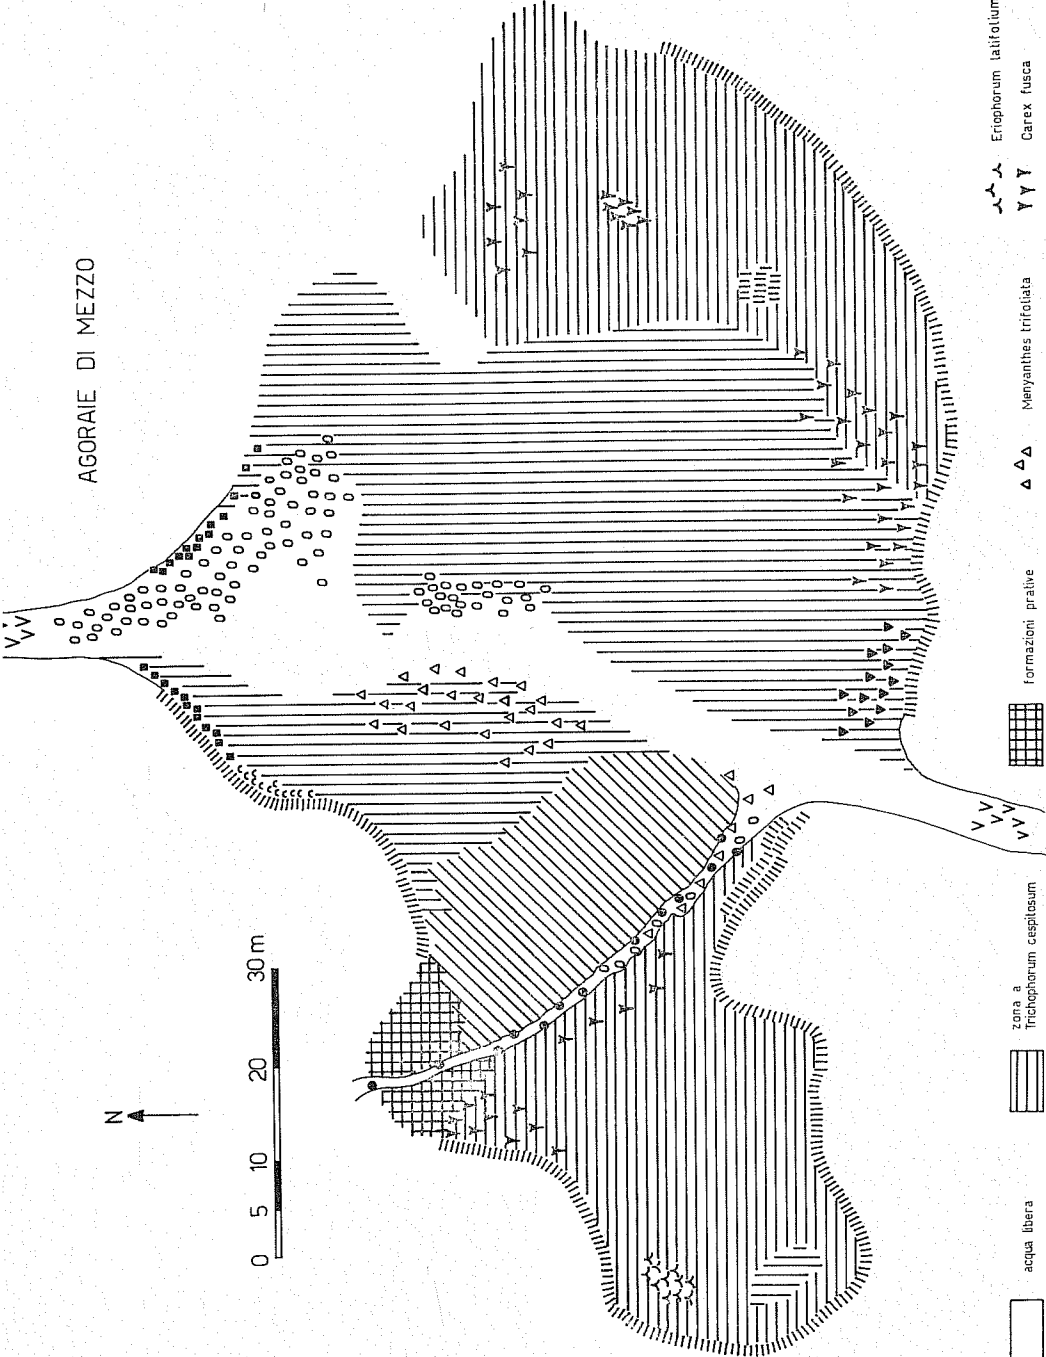 AGORAIE DI MEZZO
N
0 5 10 20 30 m
acqua libera
zona a
Trichophorum cespitosum
formazioni prative
Menyanthes trifoliata
Eriophorum latifolium
Carex fusca